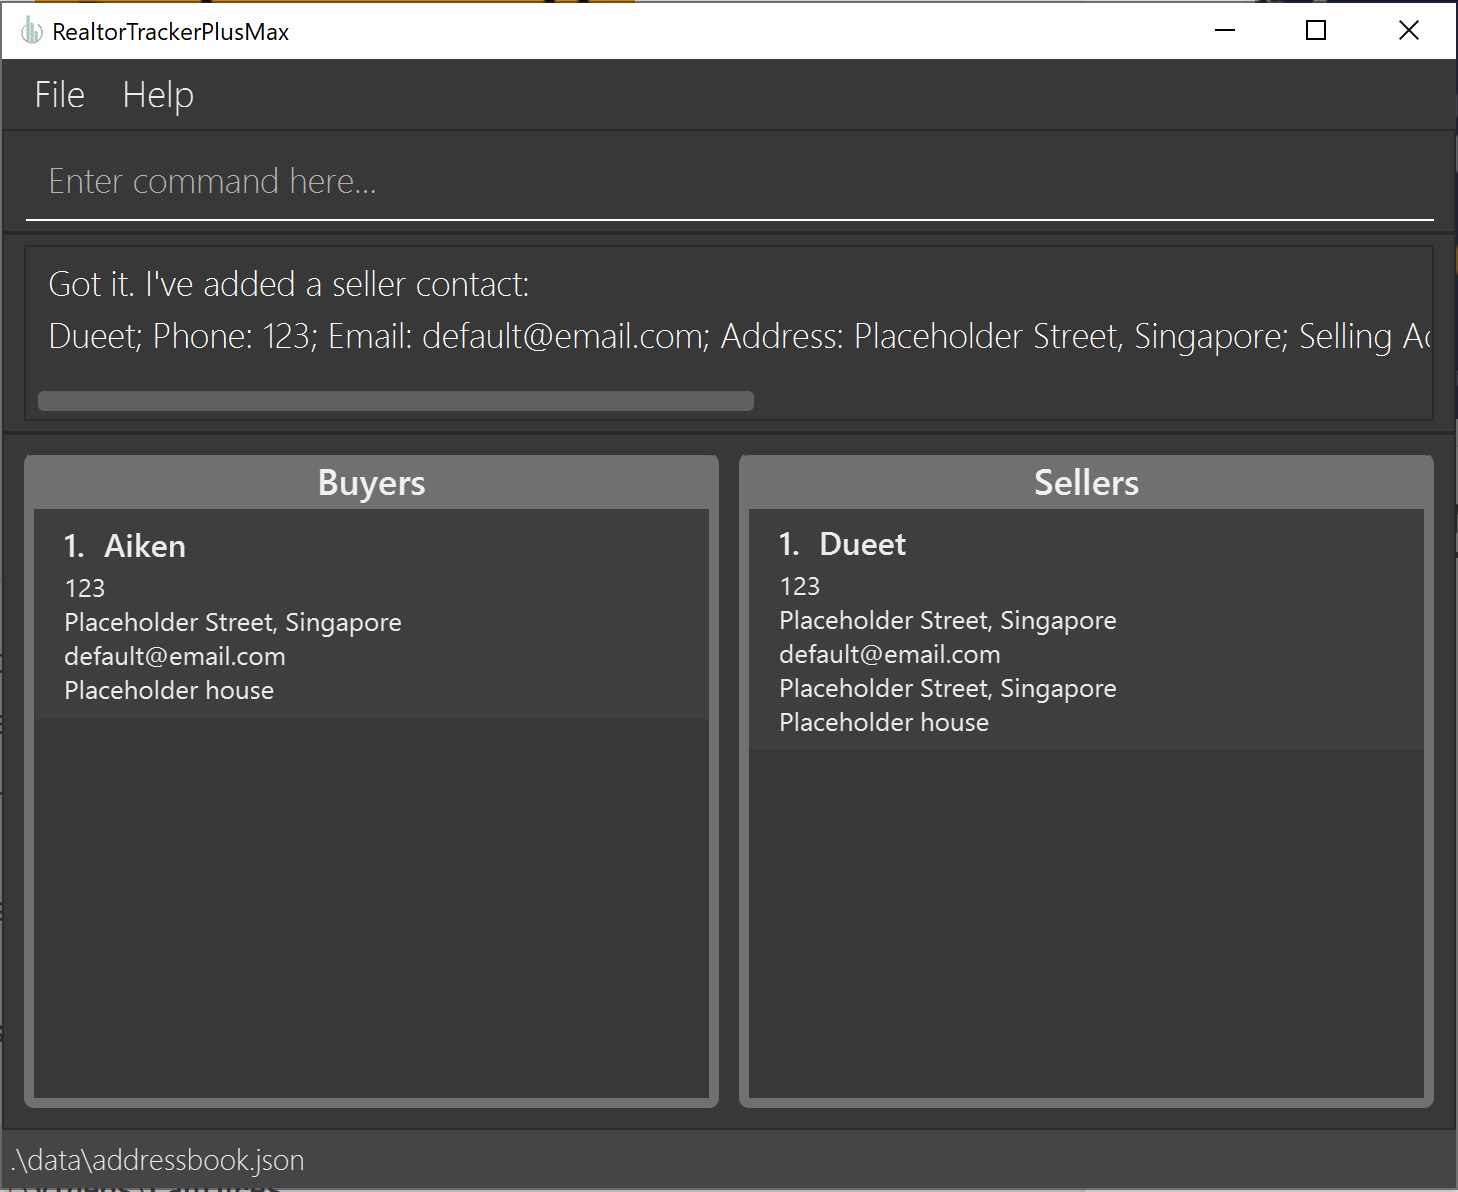 RealtorTrackerPlusMax
File Help
Enter command here...
Got it. I've added a seller contact:
Dueet; Phone: 123; Email: default@email.com; Address: Placeholder Street, Singapore; Selling
Buyers
1. Aiken
123
Placeholder Street, Singapore
default@email.com
Placeholder house
Sellers
1. Dueet
123
Placeholder Street, Singapore
default@email.com
Placeholder Street, Singapore
Placeholder house
.\data\addressbook.json